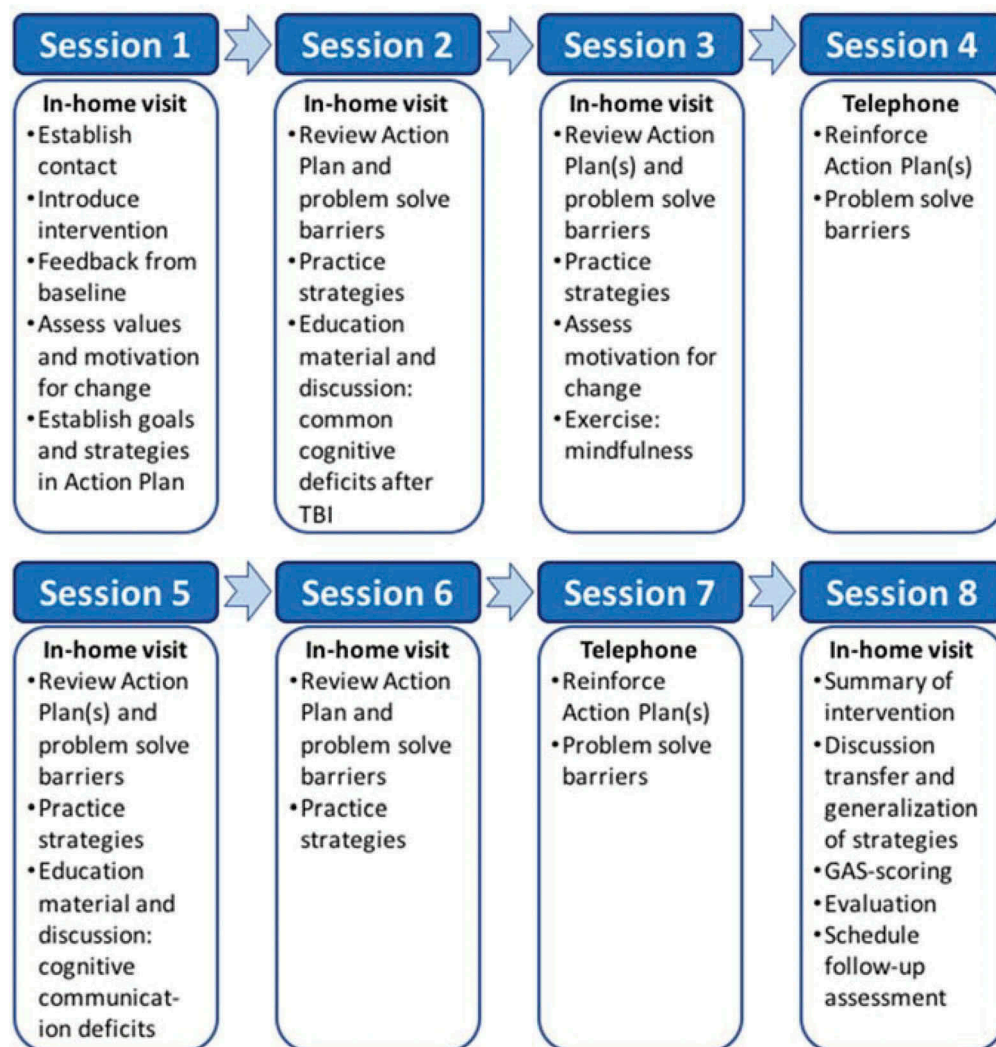 Session 1
In-home visit
•Establish
contact
•Introduce
intervention
•Feedback from
baseline
•Assess values
and motivation
for change
•Establish goals
and strategies
in Action Plan
Session 2
In-home visit
•Review Action
Plan and
problem solve
barriers
•Practice
strategies
•Education
material and
discussion:
common
cognitive
deficits after
TBI
Session 3
In-home visit
•Review Action
Plan(s) and
problem solve
barriers
•Practice
strategies
•Assess
motivation for
change
•Exercise:
mindfulness
Session 4
Telephone
•Reinforce
Action Plan(s)
•Problem solve
barriers
Session 5
In-home visit
•Review Action
Plan(s) and
problem solve
barriers
•Practice
strategies
•Education
material and
discussion:
cognitive
communicat-
ion deficits
Session 6
In-home visit
•Review Action
Plan and
problem solve
barriers
•Practice
strategies
Session 7
Telephone
•Reinforce
Action Plan(s)
•Problem solve
barriers
Session 8
In-home visit
•Summary of
intervention
•Discussion
transfer and
generalization
of strategies
•GAS-scoring
•Evaluation
•Schedule
follow-up
assessment